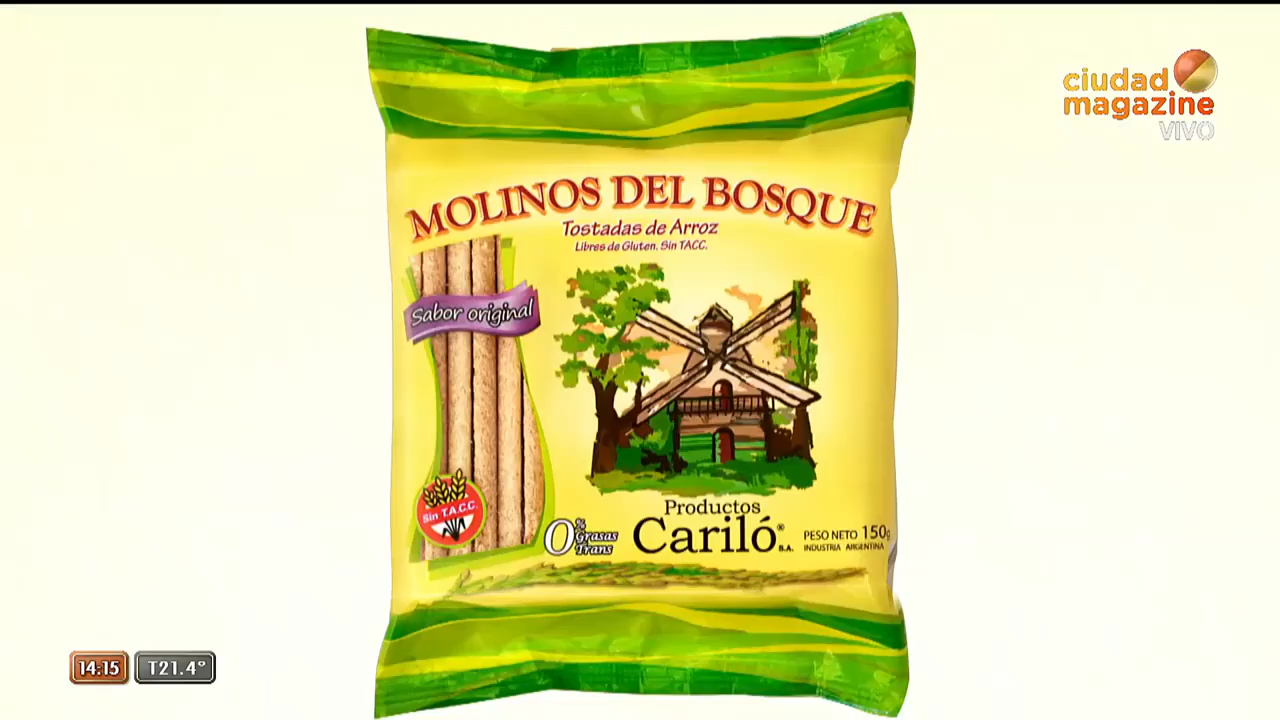 ciudad
magazine
VIVO
MOLINOS DEL BOSQUE
Tostadas de Arroz
Libres de Gluten. Sin TACC.
Sabor original
Sin T.A.C.C.
0% Grasas
Trans
Productos
Cariló®
B.A.
PESO NETO 150g
INDUSTRIA ARGENTINA
14:15
T21.4°